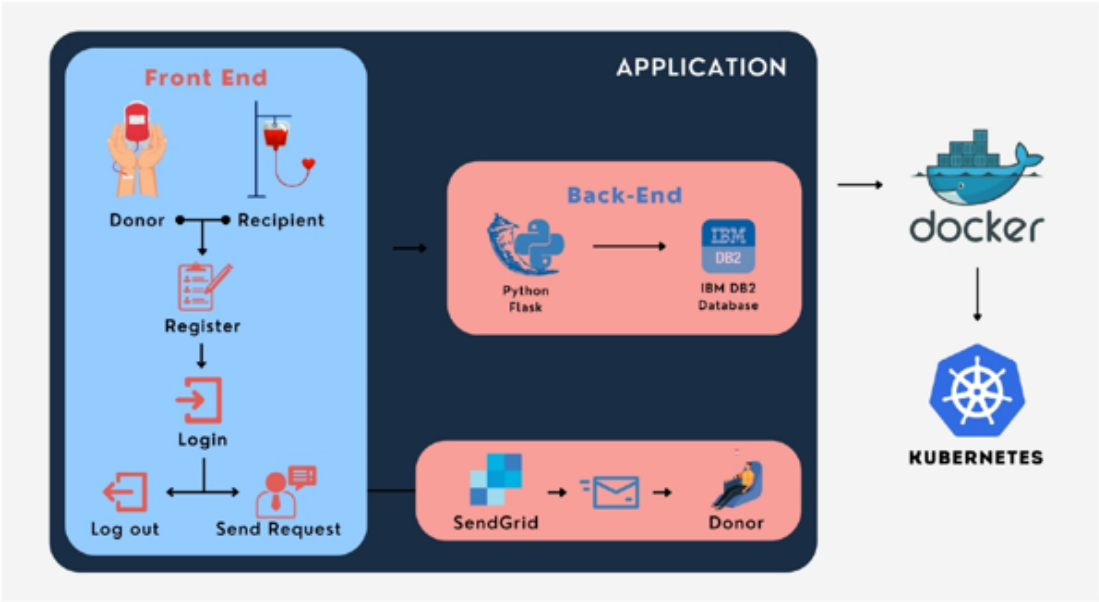 APPLICATION
Front End
Donor
Recipient
Register
Login
Log out
Send Request
Back-End
Python
Flask
IBM
DB2
IBM DB2
Database
SendGrid
Donor
docker
KUBERNETES